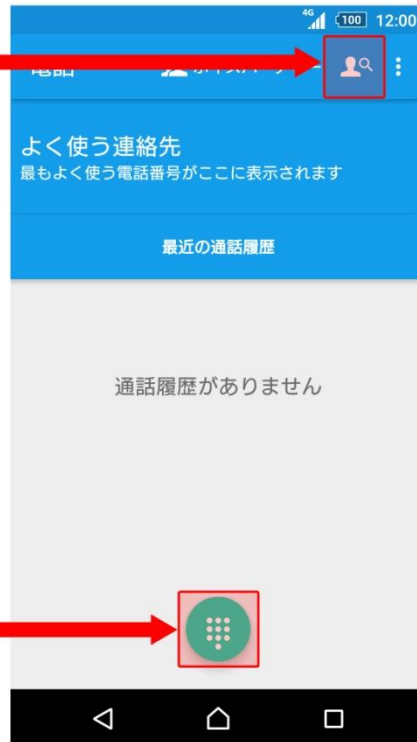 4G 100 12:00
電話
よく使う連絡先
最もよく使う電話番号がここに表示されます
最近の通話履歴
通話履歴がありません